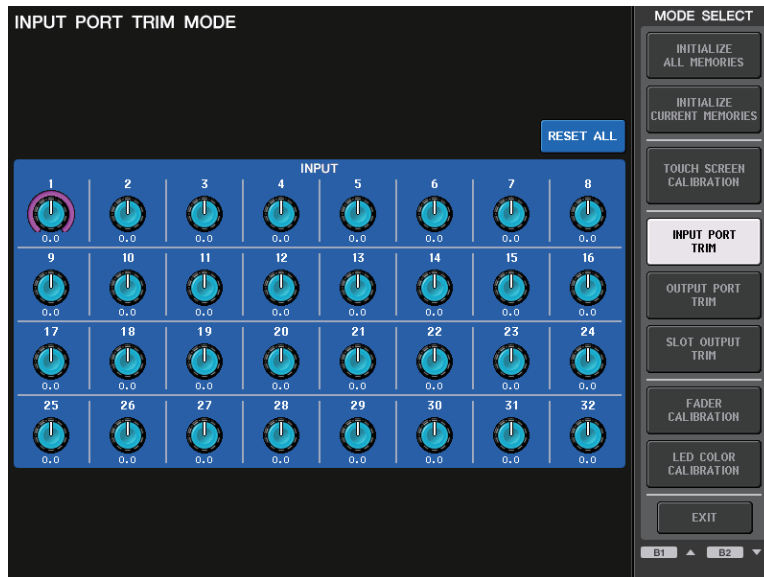 INPUT PORT TRIM MODE
RESET ALL
INPUT
1 2 3 4 5 6 7 8
0.0 0.0 0.0 0.0 0.0 0.0 0.0 0.0
9 10 11 12 13 14 15 16
0.0 0.0 0.0 0.0 0.0 0.0 0.0 0.0
17 18 19 20 21 22 23 24
0.0 0.0 0.0 0.0 0.0 0.0 0.0 0.0
25 26 27 28 29 30 31 32
0.0 0.0 0.0 0.0 0.0 0.0 0.0 0.0
MODE SELECT
INITIALIZE
ALL MEMORIES
INITIALIZE
CURRENT MEMORIES
TOUCH SCREEN
CALIBRATION
INPUT PORT
TRIM
OUTPUT PORT
TRIM
SLOT OUTPUT
TRIM
FADER
CALIBRATION
LED COLOR
CALIBRATION
EXIT
B1 ▲ B2 ▼